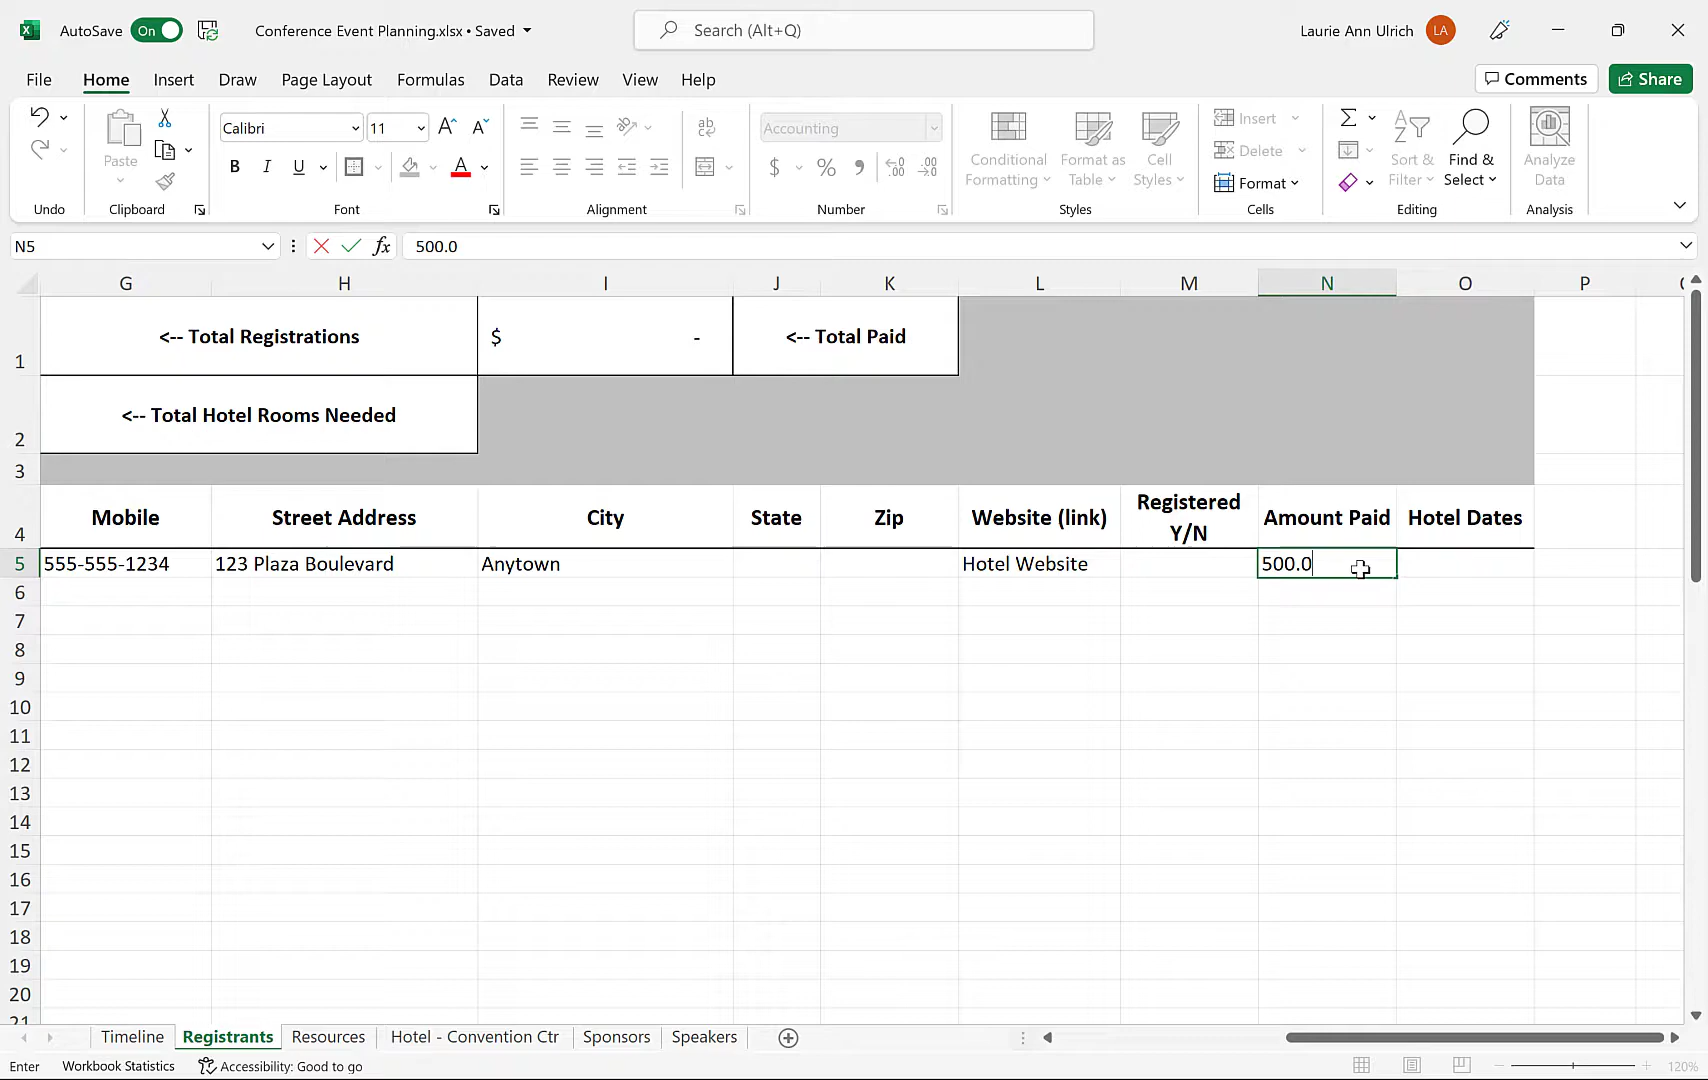 AutoSave On Conference Event Planning.xlsx • Saved Search (Alt+Q) Laurie Ann Ulrich LA
File Home Insert Draw Page Layout Formulas Data Review View Help Comments Share
Calibri 11 Accounting Insert
Paste Conditional Formatting Format as Table Cell Styles Delete Sort & Filter Find & Select Analyze Data
B I U A $ % Format
Undo Clipboard Font Alignment Number Styles Cells Editing Analysis
N5 fx 500.0
G H I J K L M N O P
1 <-- Total Registrations $ - <-- Total Paid
2 <-- Total Hotel Rooms Needed
3
4 Mobile Street Address City State Zip Website (link) Registered Y/N Amount Paid Hotel Dates
5 555-555-1234 123 Plaza Boulevard Anytown Hotel Website 500.0
6
7
8
9
10
11
12
13
14
15
16
17
18
19
20
21
Timeline Registrants Resources Hotel - Convention Ctr Sponsors Speakers
Enter Workbook Statistics Accessibility: Good to go 120%